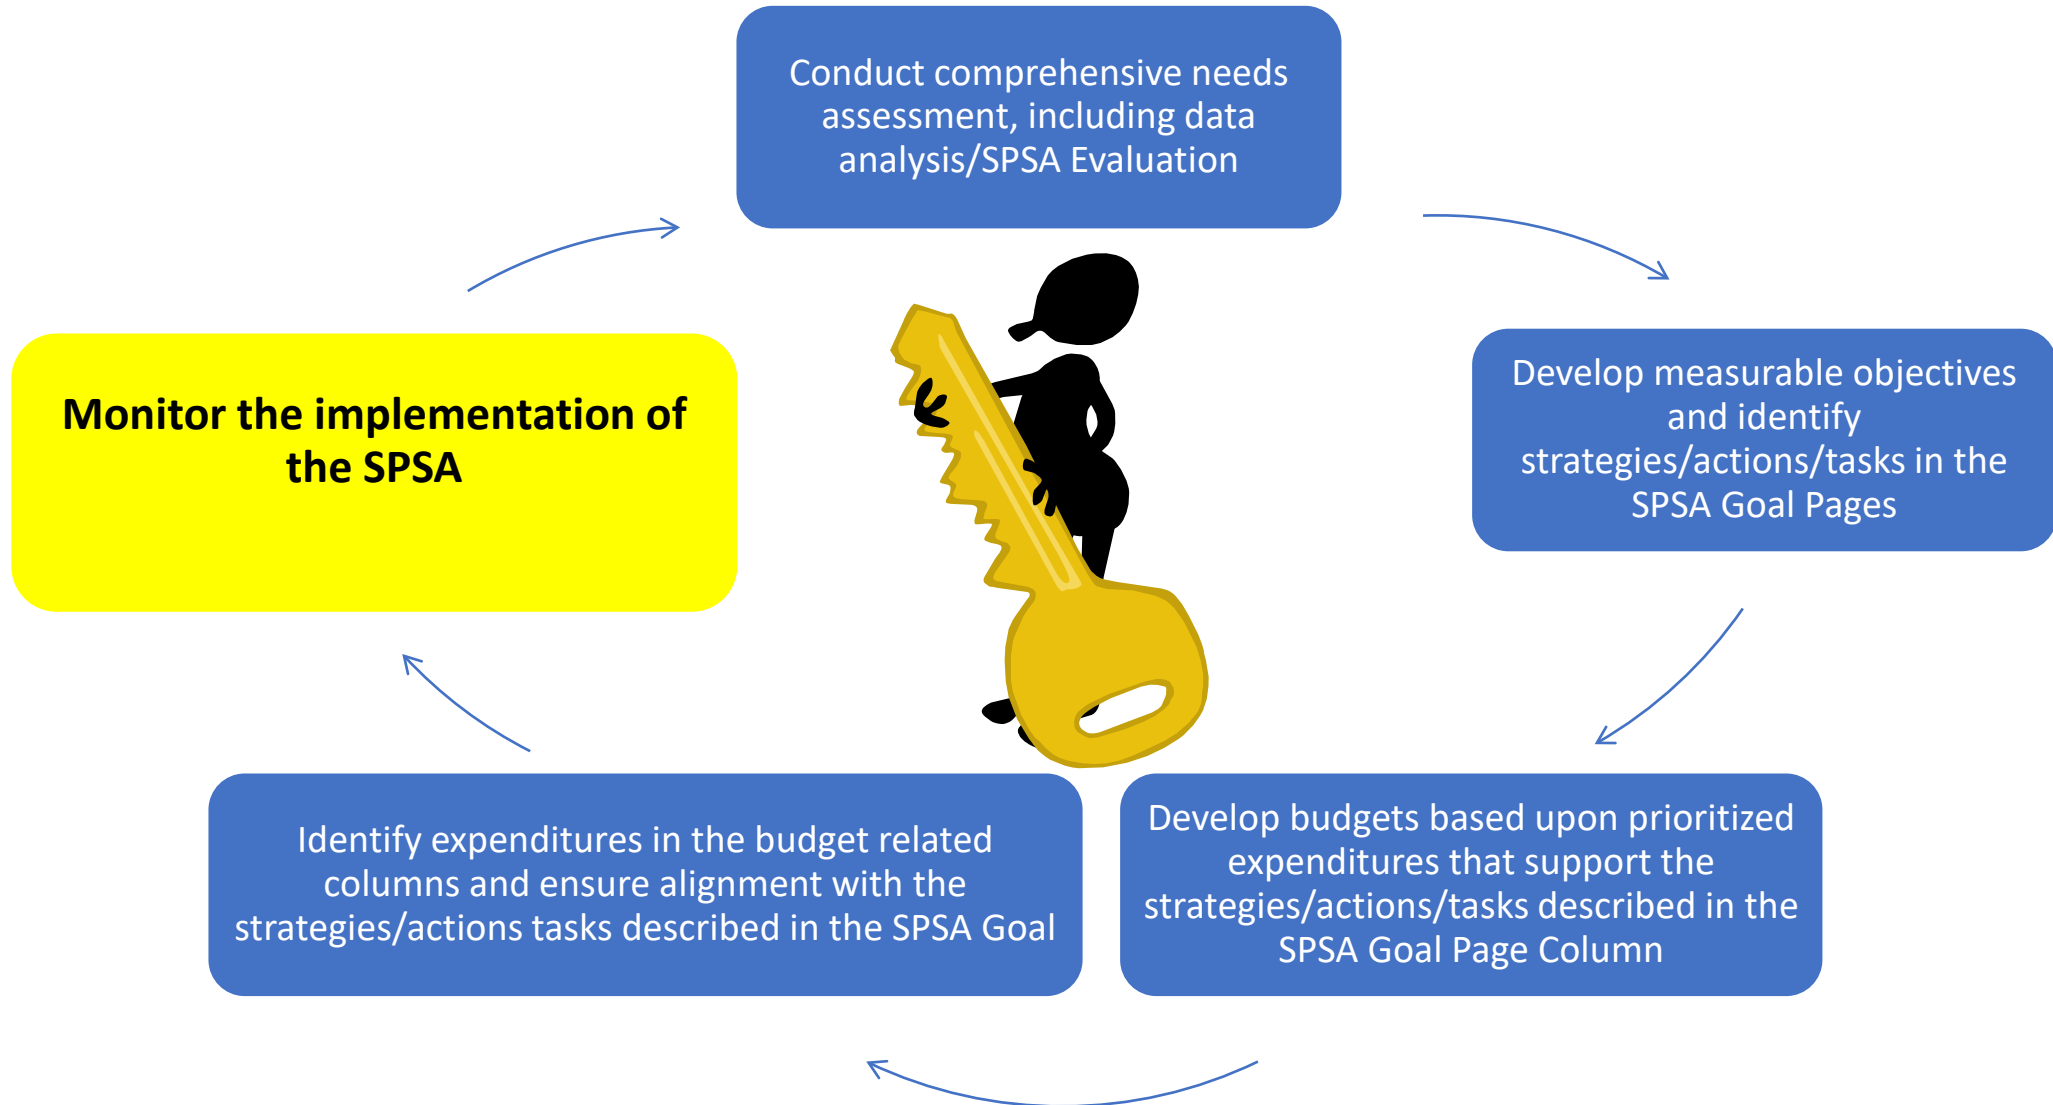 Conduct comprehensive needs
assessment, including data
analysis/SPSA Evaluation
Develop measurable objectives
and identify
strategies/actions/tasks in the
SPSA Goal Pages
Develop budgets based upon prioritized
expenditures that support the
strategies/actions/tasks described in the
SPSA Goal Page Column
Identify expenditures in the budget related
columns and ensure alignment with the
strategies/actions tasks described in the SPSA Goal
Monitor the implementation of
the SPSA